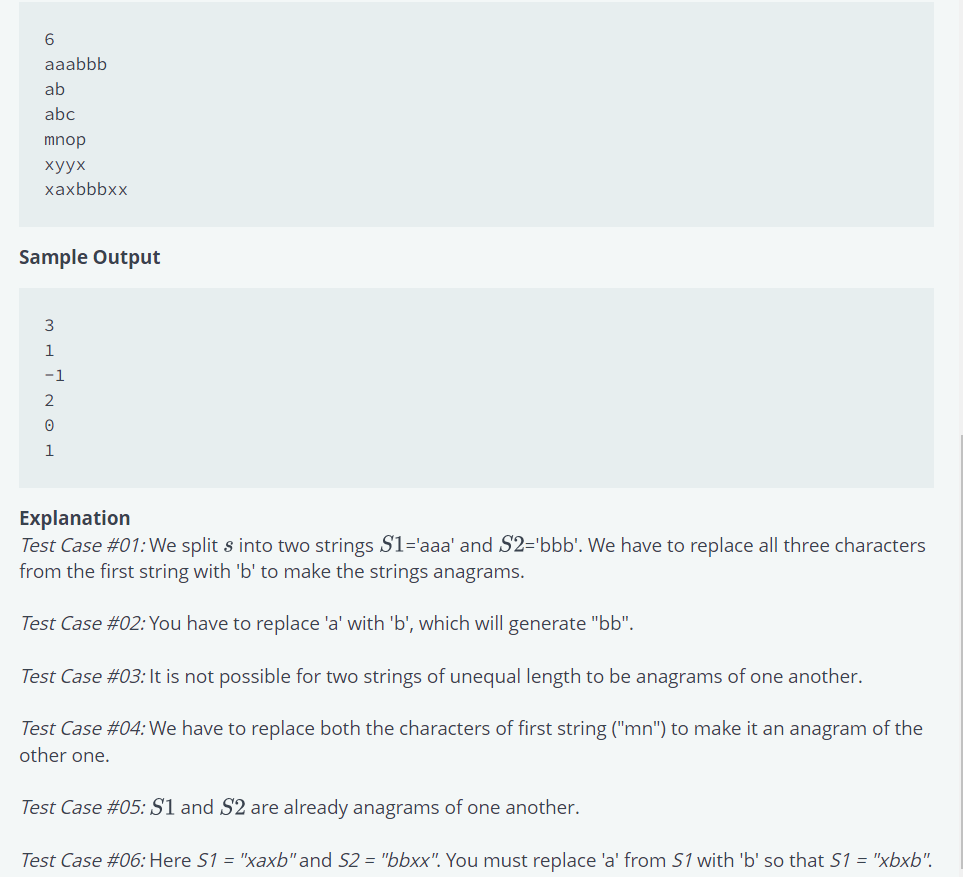 6
aaabbb
ab
abc
mnop
xyyx
xaxbbbxx
Sample Output
3
1
-1
2
0
1
Explanation
Test Case #01: We split s into two strings S1='aaa' and S2='bbb'. We have to replace all three characters
from the first string with 'b' to make the strings anagrams.
Test Case #02: You have to replace 'a' with 'b', which will generate "bb".
Test Case #03: It is not possible for two strings of unequal length to be anagrams of one another.
Test Case #04: We have to replace both the characters of first string ("mn") to make it an anagram of the
other one.
Test Case #05: S1 and S2 are already anagrams of one another.
Test Case #06: Here S1 = "xaxb" and S2 = "bbxx". You must replace 'a' from S1 with 'b' so that S1 = "xbxb".